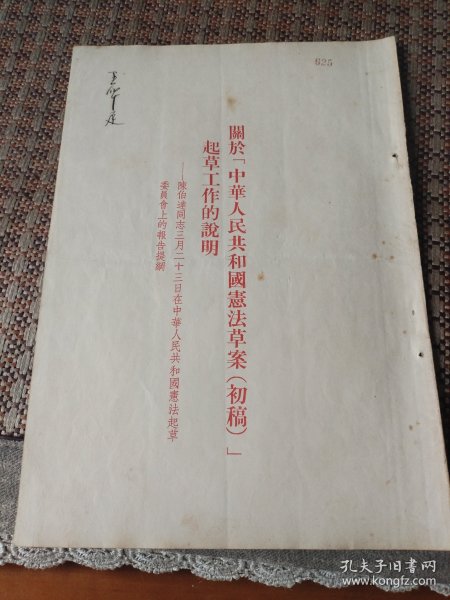 625
關於「中華人民共和國憲法草案(初稿)」
起草工作的說明
——陳伯達同志三月二十三日在中華人民共和國憲法起草
委員會上的報告提綱
孔夫子旧书网
www.kongfz.com